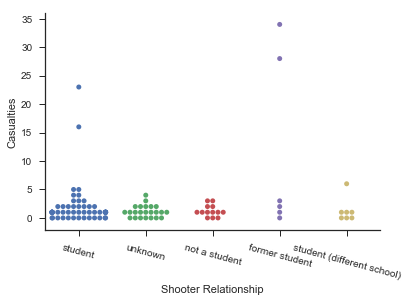 35
30
25
20
15
10
5
0
Casualties
student
unknown
not a student
former student
student (different school)
Shooter Relationship